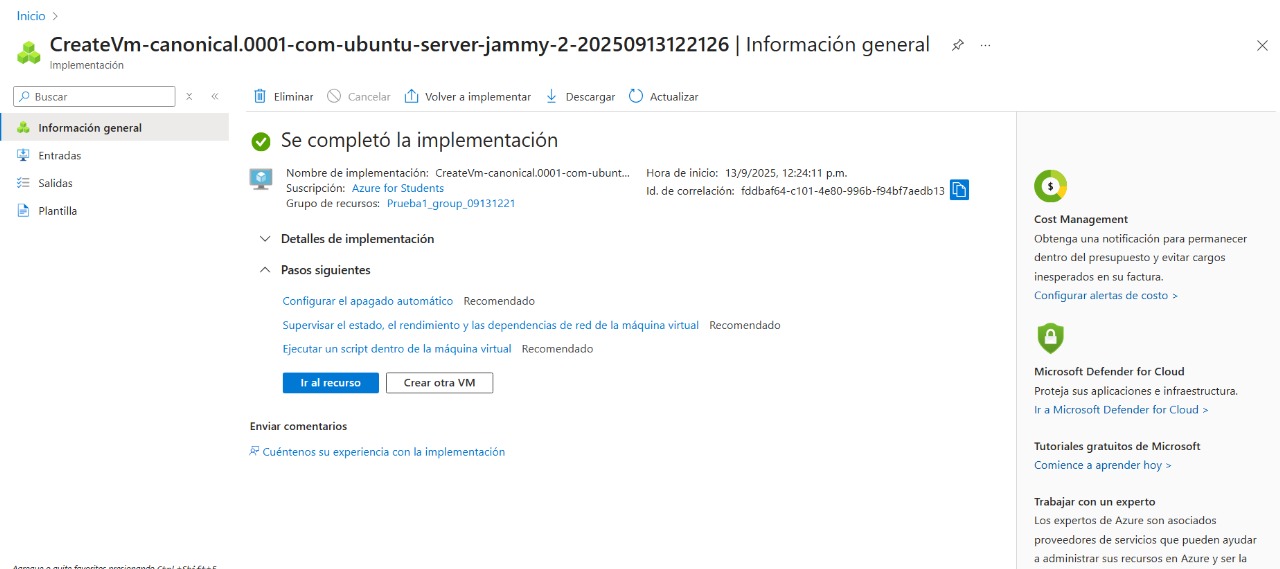 Inicio >
CreateVm-canonical.0001-com-ubuntu-server-jammy-2-20250913122126 | Información general
Implementación
Buscar
Eliminar Cancelar Volver a implementar Descargar Actualizar
Información general
Entradas
Salidas
Plantilla
Se completó la implementación
Nombre de implementación: CreateVm-canonical.0001-com-ubunt...
Suscripción: Azure for Students
Grupo de recursos: Prueba1_group_09131221
Hora de inicio: 13/9/2025, 12:24:11 p.m.
Id. de correlación: fddbaf64-c101-4e80-996b-f94bf7aedb13
Detalles de implementación
Pasos siguientes
Configurar el apagado automático Recomendado
Supervisar el estado, el rendimiento y las dependencias de red de la máquina virtual Recomendado
Ejecutar un script dentro de la máquina virtual Recomendado
Ir al recurso Crear otra VM
Enviar comentarios
Cuéntenos su experiencia con la implementación
Cost Management
Obtenga una notificación para permanecer
dentro del presupuesto y evitar cargos
inesperados en su factura.
Configurar alertas de costo >
Microsoft Defender for Cloud
Proteja sus aplicaciones e infraestructura.
Ir a Microsoft Defender for Cloud >
Tutoriales gratuitos de Microsoft
Comience a aprender hoy >
Trabajar con un experto
Los expertos de Azure son asociados
proveedores de servicios que pueden ayudar
a administrar sus recursos en Azure y ser la